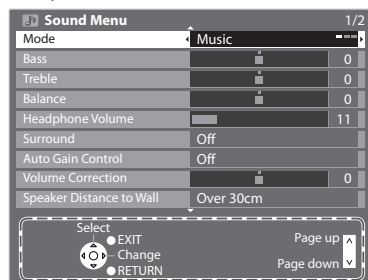 Sound Menu 1/2
Mode Music
Bass 0
Treble 0
Balance 0
Headphone Volume 11
Surround Off
Auto Gain Control Off
Volume Correction 0
Speaker Distance to Wall Over 30cm
Select
EXIT
Change
RETURN
Page up
Page down